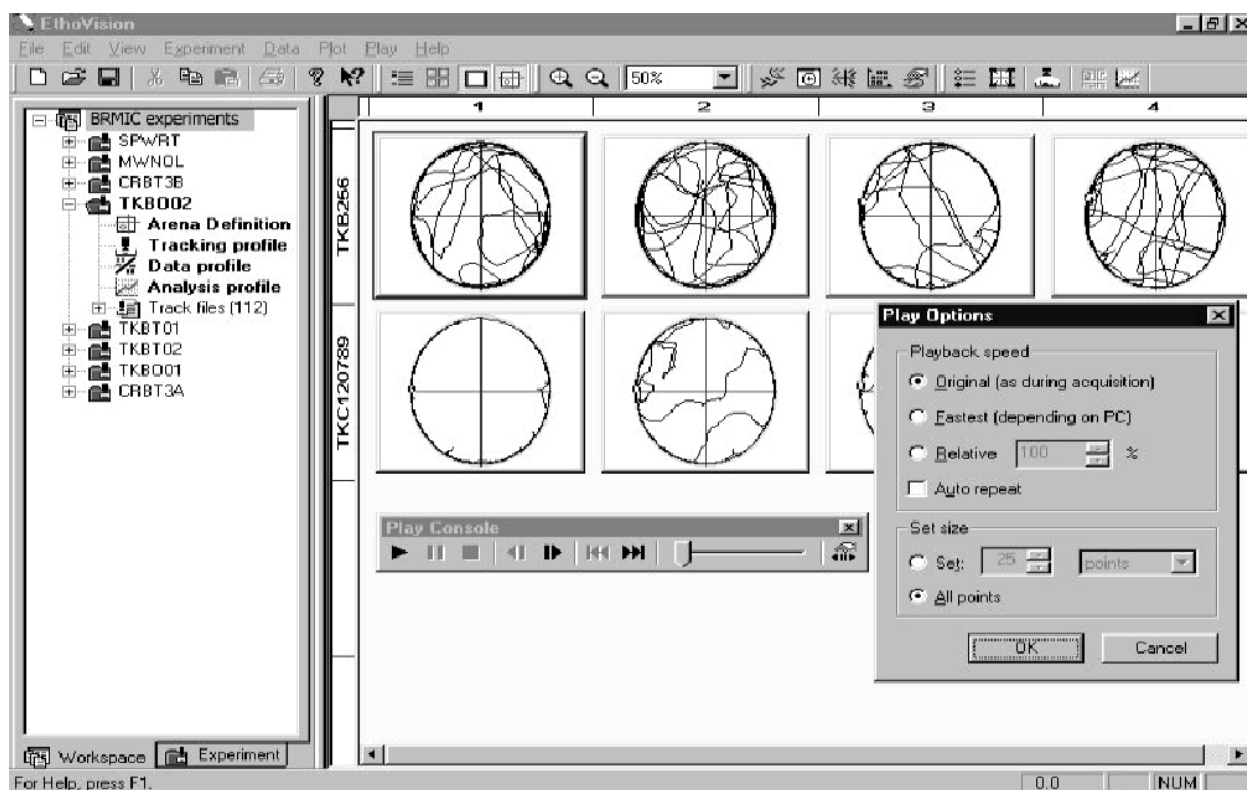 EthoVision
File Edit View Experiment Data Plot Play Help
50%
BRMIC experiments
SPWRT
MWNOL
CRBT3B
TKBO02
Arena Definition
Tracking profile
Data profile
Analysis profile
Track files (112)
TKBT01
TKBT02
TKBO01
CRBT3A
Workspace
Experiment
1 2 3 4
TKB256
TKC120789
Play Console
Play Options
Playback speed
Original (as during acquisition)
Fastest (depending on PC)
Relative 100 %
Auto repeat
Set size
Set: 25 points
All points
OK Cancel
For Help, press F1.
0.0 NUM